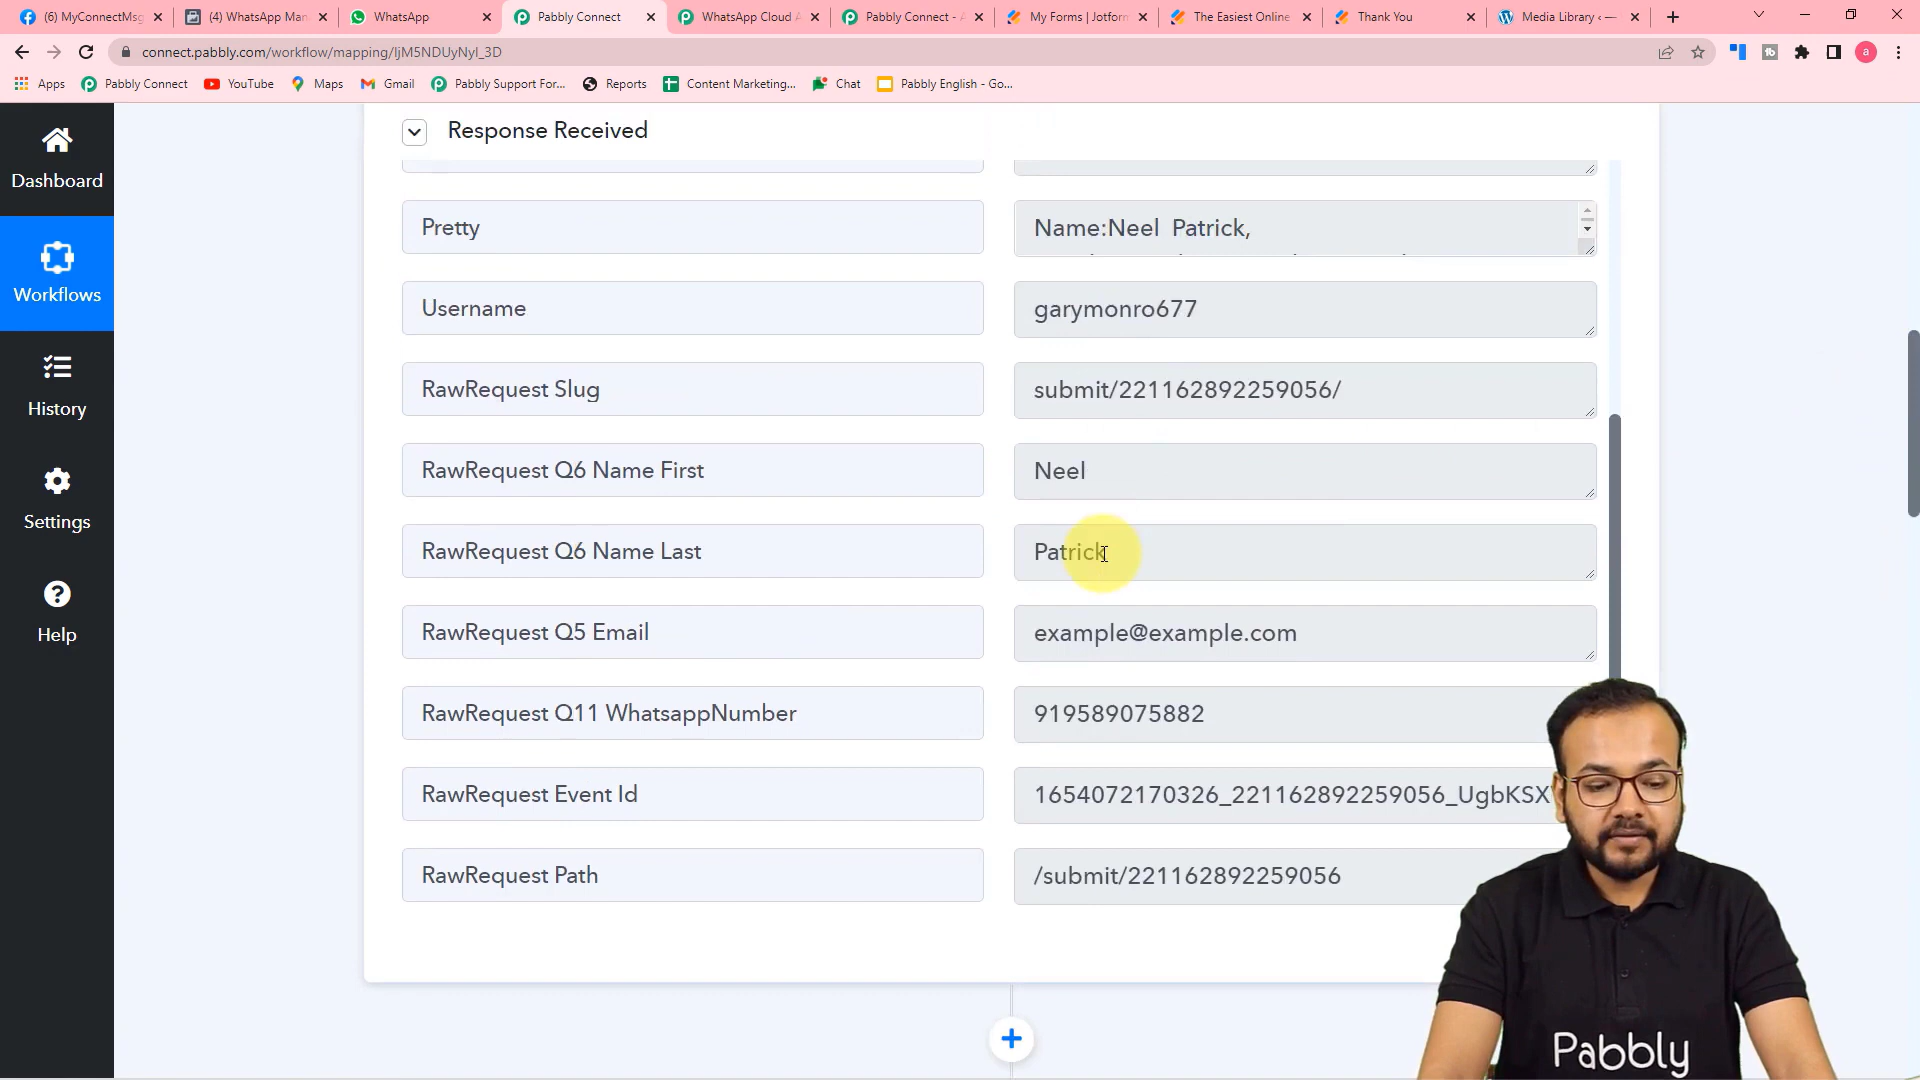 (6) MyConnectMsg
(4) WhatsApp Man
WhatsApp
Pabbly Connect
WhatsApp Cloud A
Pabbly Connect - A
My Forms | Jotform
The Easiest Online
Thank You
Media Library ‹ —
connect.pabbly.com/workflow/mapping/IjM5NDUyNyI_3D
a
Apps
Pabbly Connect
YouTube
Maps
Gmail
Pabbly Support For...
Reports
Content Marketing...
Chat
Pabbly English - Go...
Dashboard
Workflows
History
Settings
Help
Response Received
Pretty
Name:Neel Patrick,
Username
garymonro677
RawRequest Slug
submit/221162892259056/
RawRequest Q6 Name First
Neel
RawRequest Q6 Name Last
Patrick
RawRequest Q5 Email
example@example.com
RawRequest Q11 WhatsappNumber
919589075882
RawRequest Event Id
1654072170326_221162892259056_UgbKSX
RawRequest Path
/submit/221162892259056
Pabbly